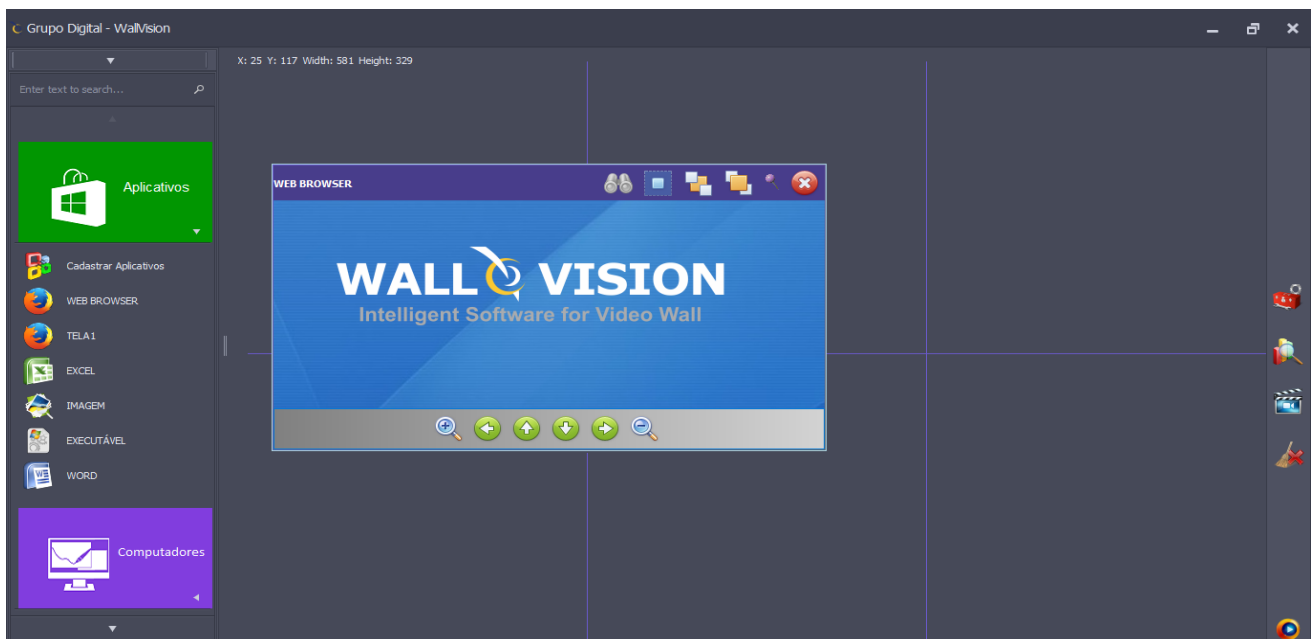 Grupo Digital - WallVision
X: 25 Y: 117 Width: 581 Height: 329
Enter text to search...
Aplicativos
Cadastrar Aplicativos
WEB BROWSER
TELA1
EXCEL
IMAGEM
EXECUTÁVEL
WORD
Computadores
WEB BROWSER
WALL VISION
Intelligent Software for Video Wall